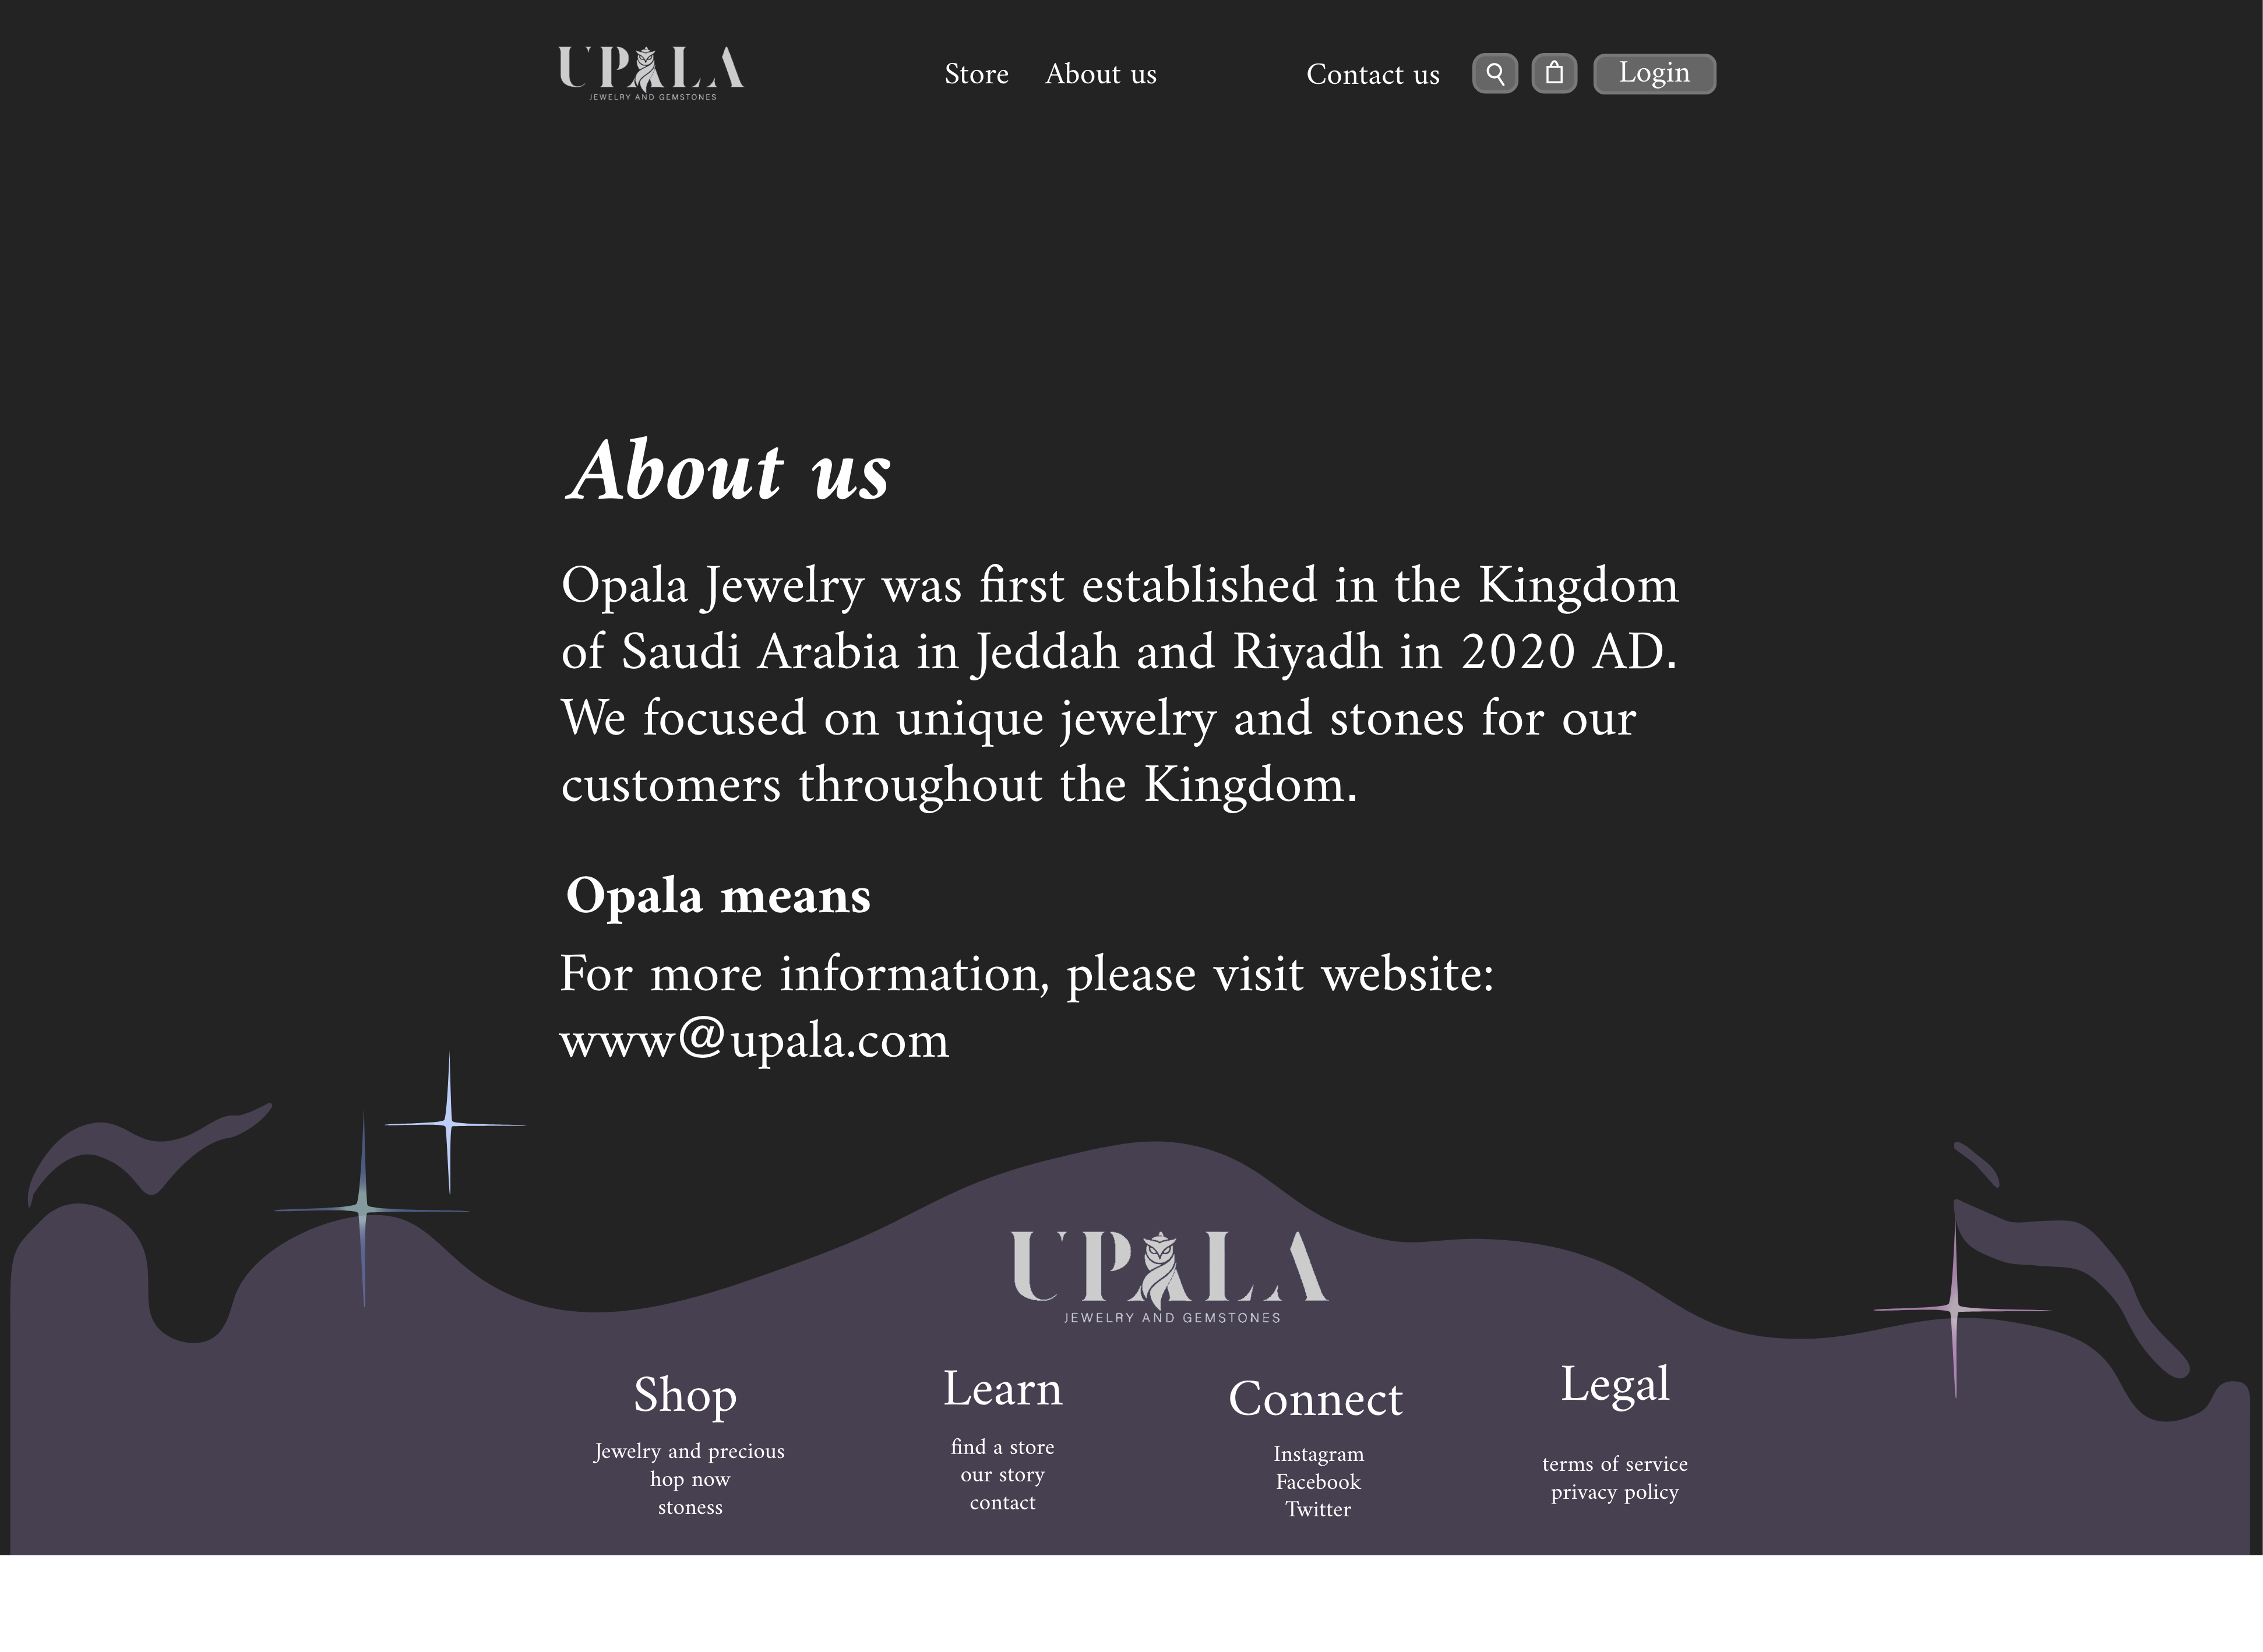 UPALA
JEWELRY AND GEMSTONES
Store
About us
Contact us
Login
About us
Opala Jewelry was first established in the Kingdom
of Saudi Arabia in Jeddah and Riyadh in 2020 AD.
We focused on unique jewelry and stones for our
customers throughout the Kingdom.
Opala means
For more information, please visit website:
www@upala.com
UPALA
JEWELRY AND GEMSTONES
Shop
Jewelry and precious
hop now
stoness
Learn
find a store
our story
contact
Connect
Instagram
Facebook
Twitter
Legal
terms of service
privacy policy